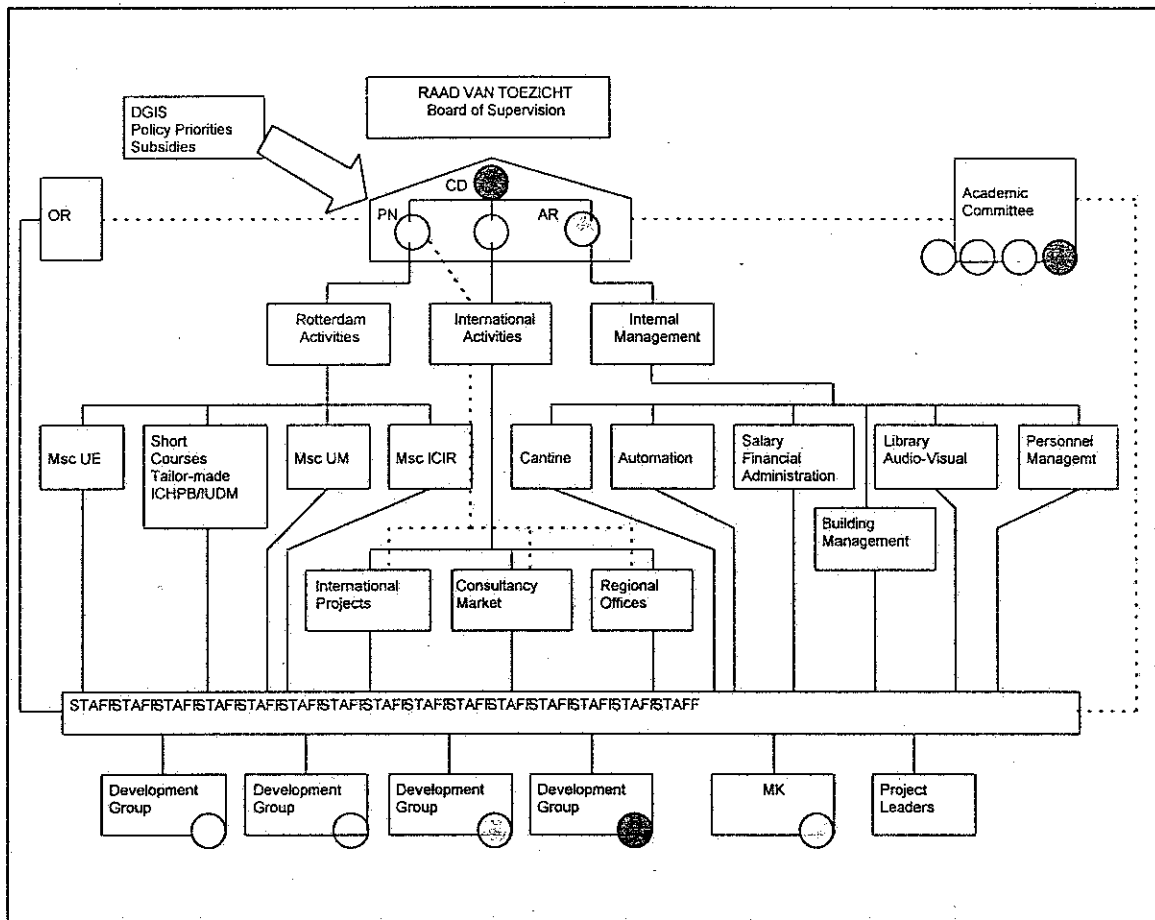 RAAD VAN TOEZICHT
Board of Supervision
DGIS
Policy Priorities
Subsidies
CD
OR
PN
AR
Academic
Committee
Rotterdam
Activities
International
Activities
Internal
Management
Msc UE
Short
Courses
Tailor-made
ICHPB/IUDM
Msc UM
Msc ICIR
Cantine
Automation
Salary
Financial
Administration
Library
Audio-Visual
Personnel
Managemt
Building
Management
International
Projects
Consultancy
Market
Regional
Offices
STAFFSTAFFSTAFFSTAFFSTAFFSTAFFSTAFFSTAFFSTAFFSTAFFSTAFFSTAFFSTAFFSTAFFSTAFF
Development
Group
Development
Group
Development
Group
Development
Group
MK
Project
Leaders